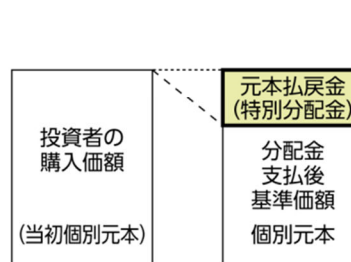 投資者の
購入価額
(当初個別元本)
元本払戻金
(特別分配金)
分配金
支払後
基準価額
個別元本